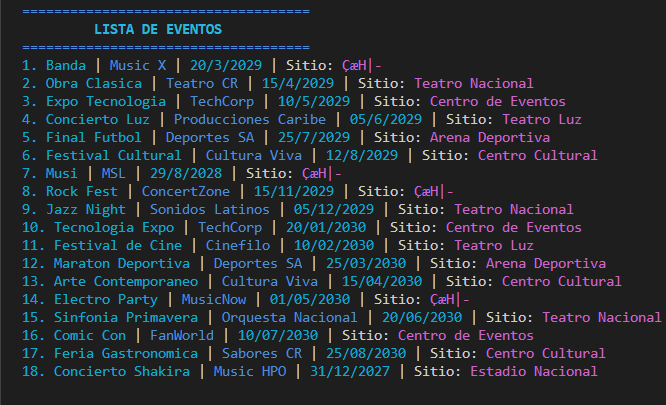 ====================================
LISTA DE EVENTOS
====================================
1. Banda | Music X | 20/3/2029 | Sitio: ÇæH|-
2. Obra Clasica | Teatro CR | 15/4/2029 | Sitio: Teatro Nacional
3. Expo Tecnologia | TechCorp | 10/5/2029 | Sitio: Centro de Eventos
4. Concierto Luz | Producciones Caribe | 05/6/2029 | Sitio: Teatro Luz
5. Final Futbol | Deportes SA | 25/7/2029 | Sitio: Arena Deportiva
6. Festival Cultural | Cultura Viva | 12/8/2029 | Sitio: Centro Cultural
7. Musi | MSL | 29/8/2028 | Sitio: ÇæH|-
8. Rock Fest | ConcertZone | 15/11/2029 | Sitio: ÇæH|-
9. Jazz Night | Sonidos Latinos | 05/12/2029 | Sitio: Teatro Nacional
10. Tecnologia Expo | TechCorp | 20/01/2030 | Sitio: Centro de Eventos
11. Festival de Cine | Cinefilo | 10/02/2030 | Sitio: Teatro Luz
12. Maraton Deportiva | Deportes SA | 25/03/2030 | Sitio: Arena Deportiva
13. Arte Contemporaneo | Cultura Viva | 15/04/2030 | Sitio: Centro Cultural
14. Electro Party | MusicNow | 01/05/2030 | Sitio: ÇæH|-
15. Sinfonia Primavera | Orquesta Nacional | 20/06/2030 | Sitio: Teatro Nacional
16. Comic Con | FanWorld | 10/07/2030 | Sitio: Centro de Eventos
17. Feria Gastronomica | Sabores CR | 25/08/2030 | Sitio: Centro Cultural
18. Concierto Shakira | Music HPO | 31/12/2027 | Sitio: Estadio Nacional